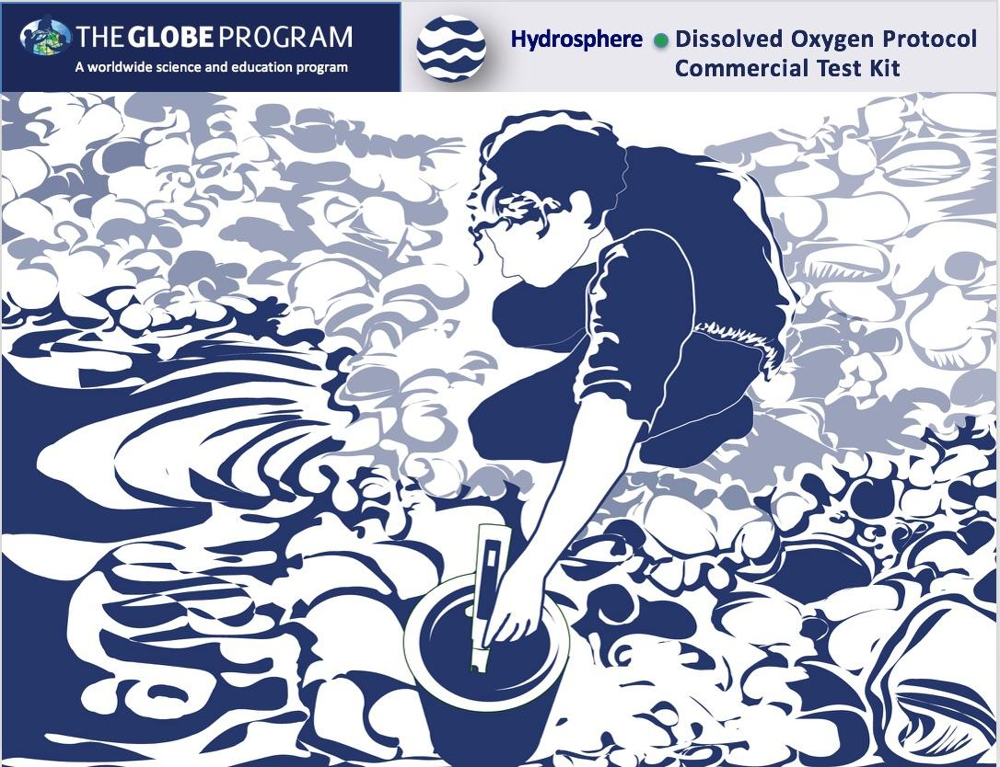 THE GLOBE PROGRAM
A worldwide science and education program
Hydrosphere ● Dissolved Oxygen Protocol
Commercial Test Kit